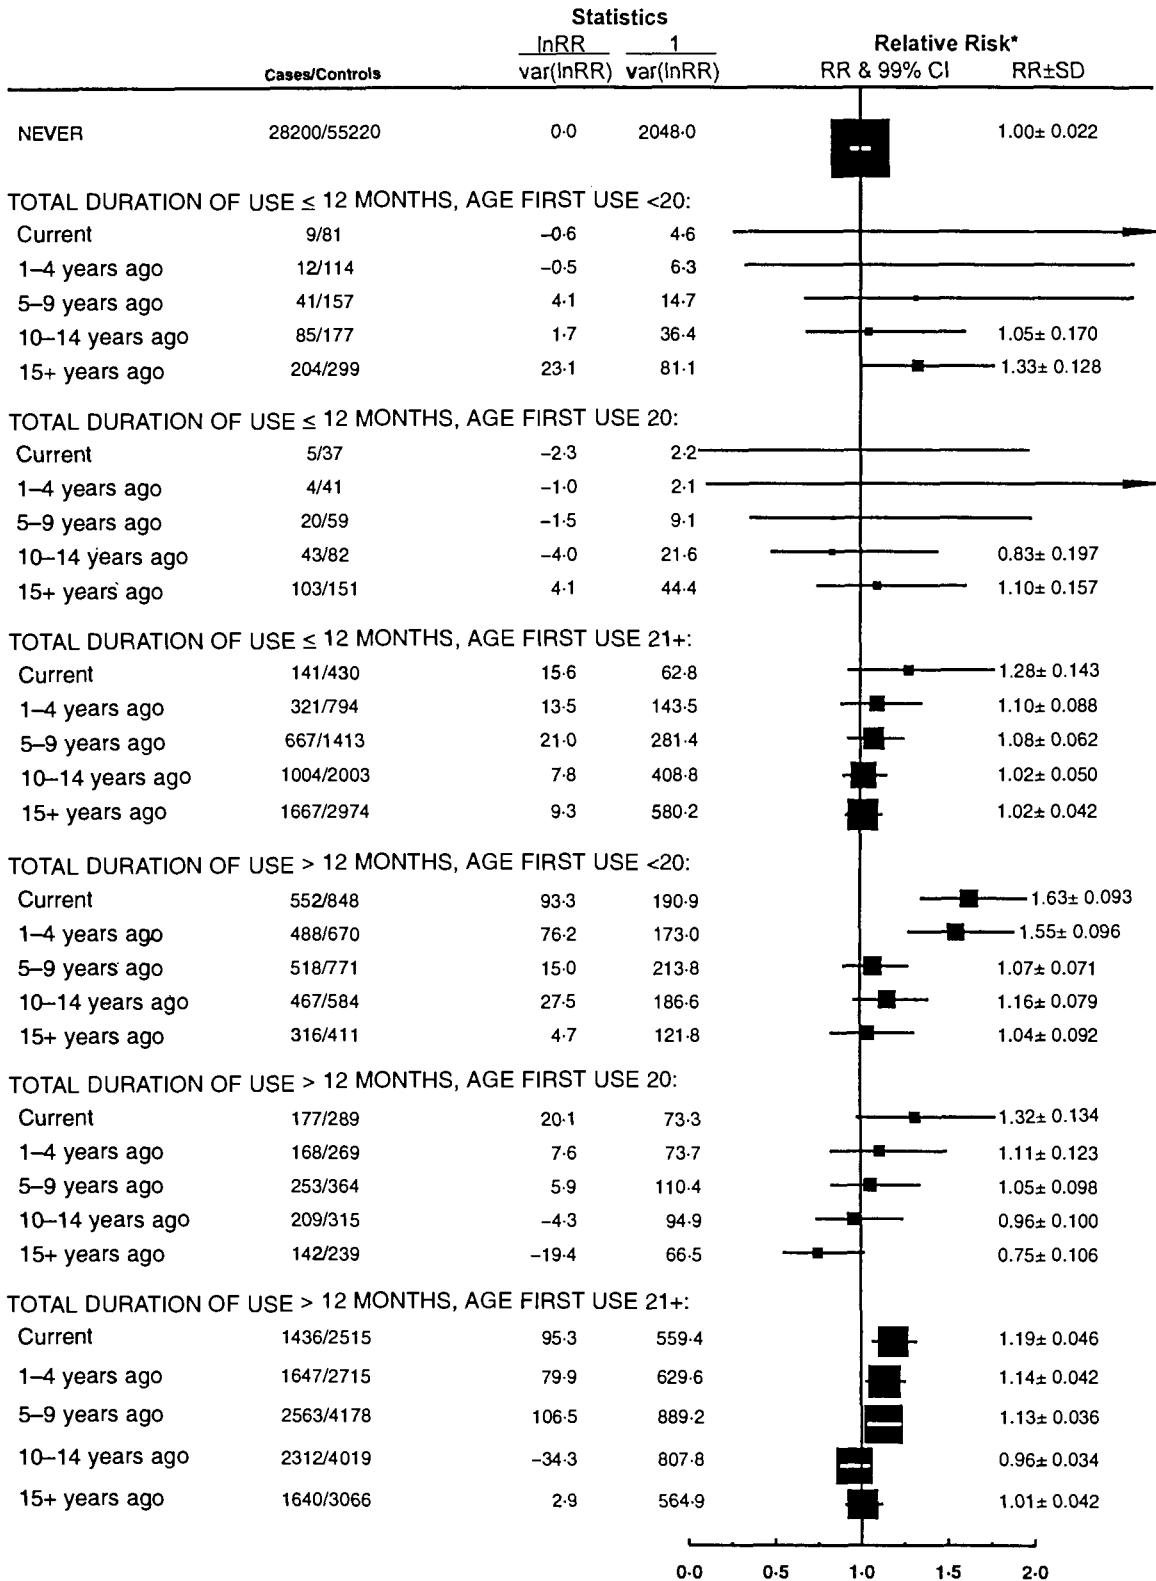 Statistics
lnRR 1 Relative Risk*
Cases/Controls var(lnRR) var(lnRR) RR & 99% CI RR±SD
NEVER 28200/55220 0·0 2048·0 1.00± 0.022
TOTAL DURATION OF USE ≤ 12 MONTHS, AGE FIRST USE <20:
Current 9/81 −0·6 4·6
1–4 years ago 12/114 −0·5 6·3
5–9 years ago 41/157 4·1 14·7
10–14 years ago 85/177 1·7 36·4 1.05± 0.170
15+ years ago 204/299 23·1 81·1 1.33± 0.128
TOTAL DURATION OF USE ≤ 12 MONTHS, AGE FIRST USE 20:
Current 5/37 −2·3 2·2
1–4 years ago 4/41 −1·0 2·1
5–9 years ago 20/59 −1·5 9·1
10–14 years ago 43/82 −4·0 21·6 0.83± 0.197
15+ years ago 103/151 4·1 44·4 1.10± 0.157
TOTAL DURATION OF USE ≤ 12 MONTHS, AGE FIRST USE 21+:
Current 141/430 15·6 62·8 1.28± 0.143
1–4 years ago 321/794 13·5 143·5 1.10± 0.088
5–9 years ago 667/1413 21·0 281·4 1.08± 0.062
10–14 years ago 1004/2003 7·8 408·8 1.02± 0.050
15+ years ago 1667/2974 9·3 580·2 1.02± 0.042
TOTAL DURATION OF USE > 12 MONTHS, AGE FIRST USE <20:
Current 552/848 93·3 190·9 1.63± 0.093
1–4 years ago 488/670 76·2 173·0 1.55± 0.096
5–9 years ago 518/771 15·0 213·8 1.07± 0.071
10–14 years ago 467/584 27·5 186·6 1.16± 0.079
15+ years ago 316/411 4·7 121·8 1.04± 0.092
TOTAL DURATION OF USE > 12 MONTHS, AGE FIRST USE 20:
Current 177/289 20·1 73·3 1.32± 0.134
1–4 years ago 168/269 7·6 73·7 1.11± 0.123
5–9 years ago 253/364 5·9 110·4 1.05± 0.098
10–14 years ago 209/315 −4·3 94·9 0.96± 0.100
15+ years ago 142/239 −19·4 66·5 0.75± 0.106
TOTAL DURATION OF USE > 12 MONTHS, AGE FIRST USE 21+:
Current 1436/2515 95·3 559·4 1.19± 0.046
1–4 years ago 1647/2715 79·9 629·6 1.14± 0.042
5–9 years ago 2563/4178 106·5 889·2 1.13± 0.036
10–14 years ago 2312/4019 −34·3 807·8 0.96± 0.034
15+ years ago 1640/3066 2·9 564·9 1.01± 0.042
0·0 0·5 1·0 1·5 2·0